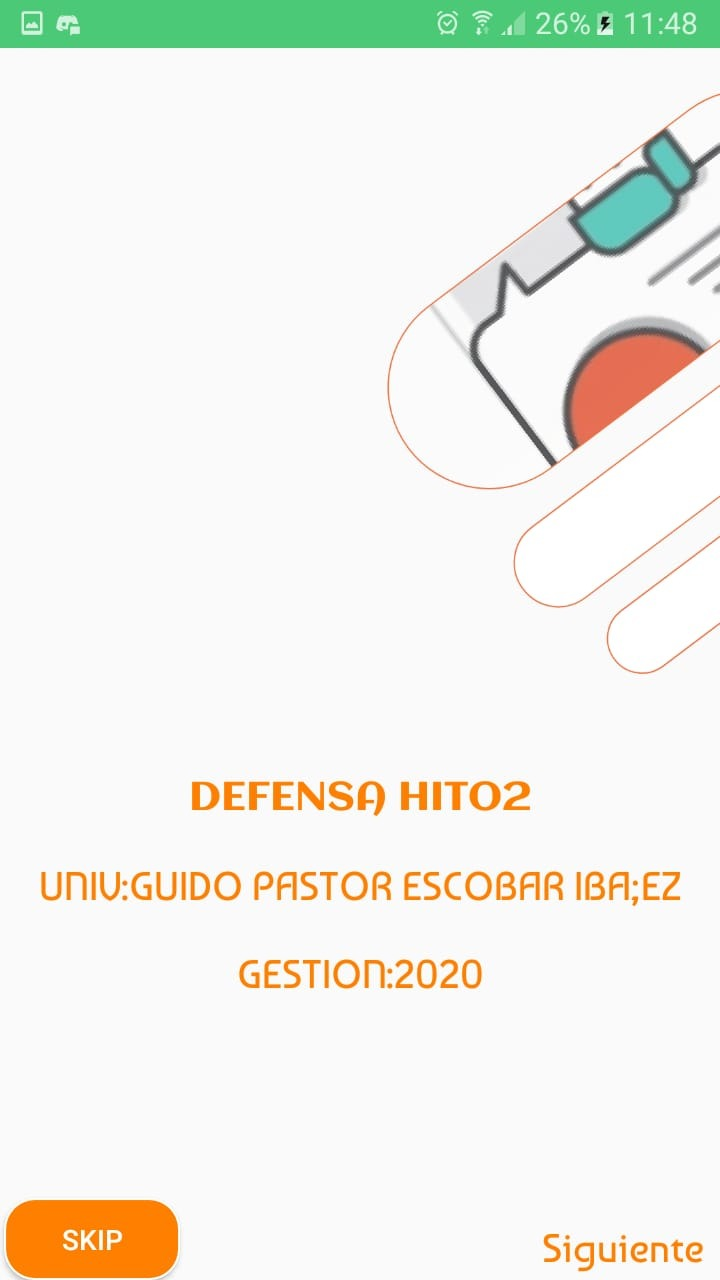 26% 11:48
DEFENSA HITO2
UNIV:GUIDO PASTOR ESCOBAR IBA;EZ
GESTION:2020
SKIP
Siguiente